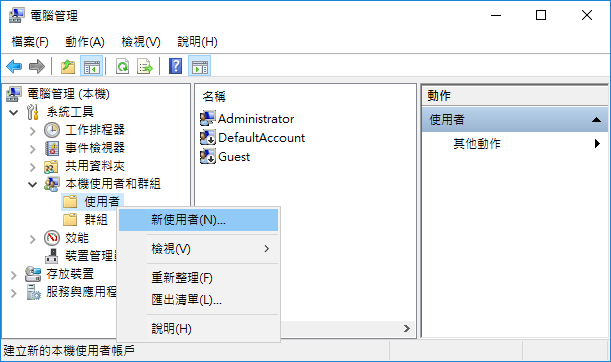 電腦管理
檔案(F) 動作(A) 檢視(V) 說明(H)
電腦管理 (本機)
系統工具
工作排程器
事件檢視器
共用資料夾
本機使用者和群組
使用者
群組
效能
裝置管理
存放裝置
服務與應用程
名稱
Administrator
DefaultAccount
Guest
動作
使用者
其他動作
新使用者(N)...
檢視(V)
重新整理(F)
匯出清單(L)...
說明(H)
建立新的本機使用者帳戶